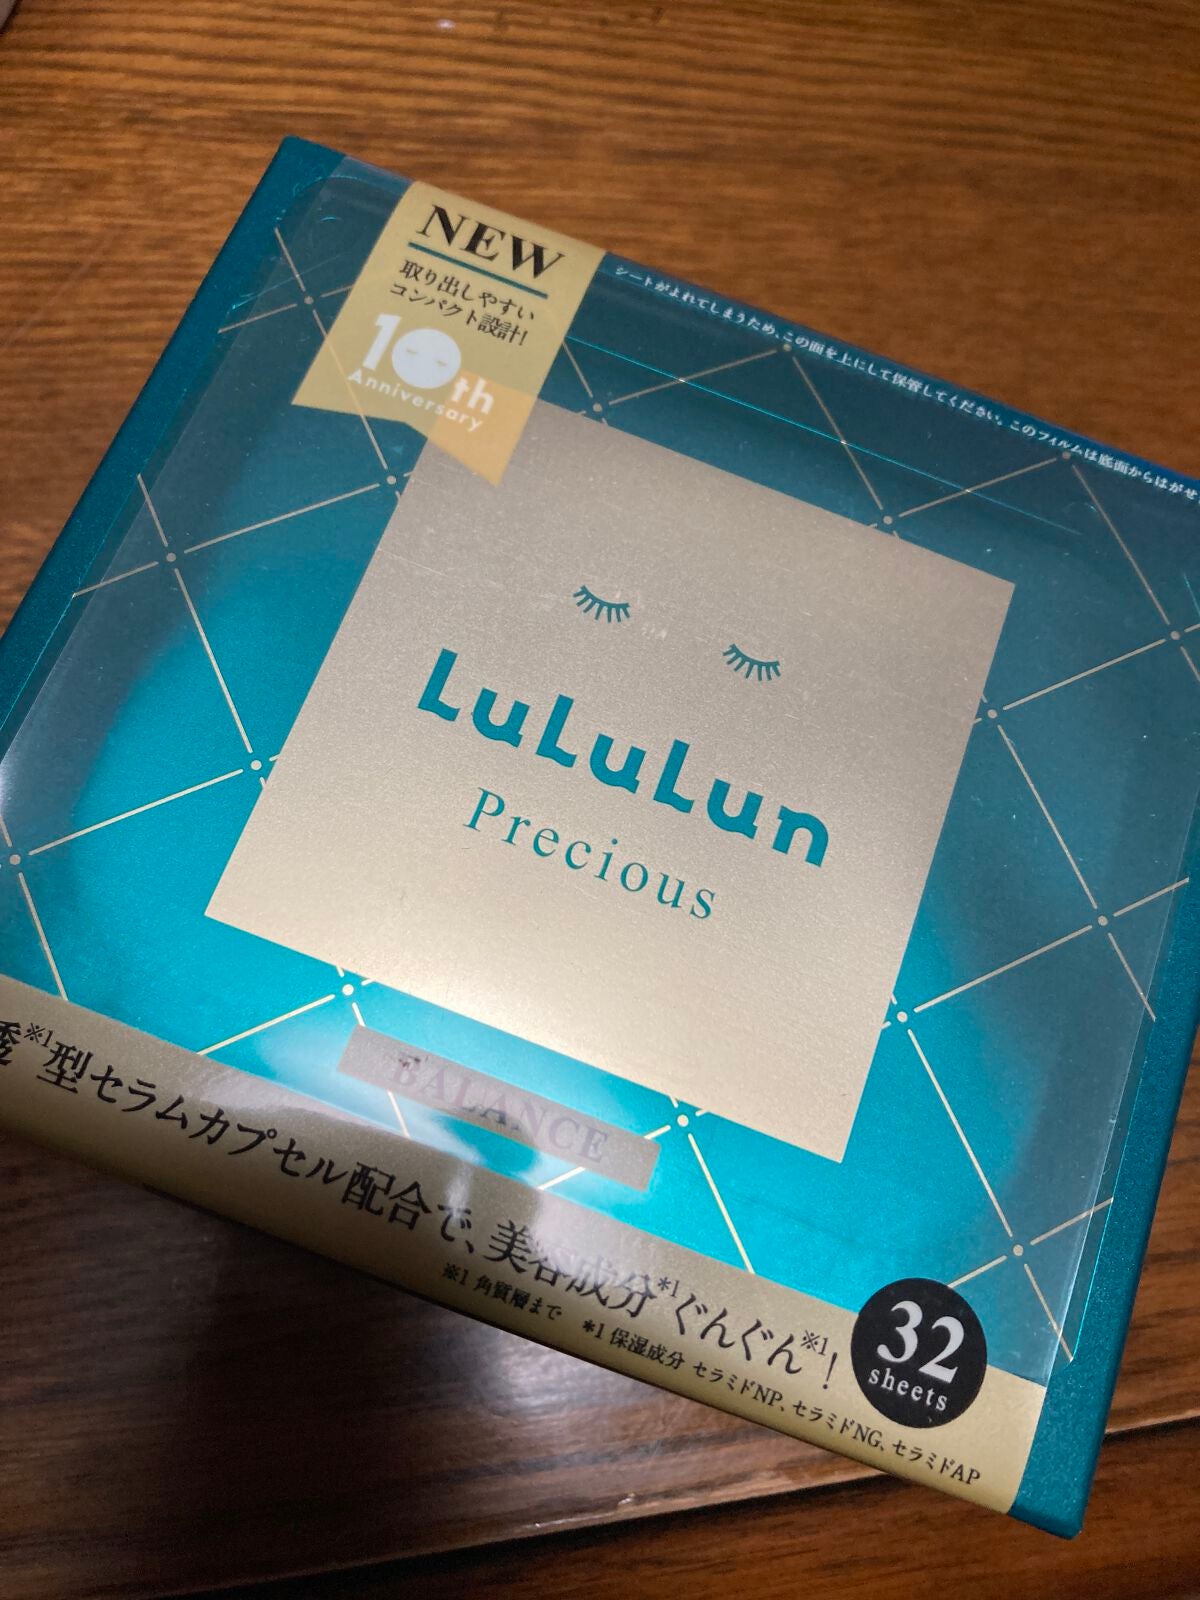 NEW
取り出しやすい
コンパクト設計!
10th
Anniversary
シートがよれてしまうため、この面を上にして保管してください。このフィルムは底面からはがせ
LuLuLun
Precious
BALANCE
透※1型セラムカプセル配合で、美容成分*1ぐんぐん※1!
※1 角質層まで *1 保湿成分 セラミドNP、セラミドNG、セラミドAP
32
sheets